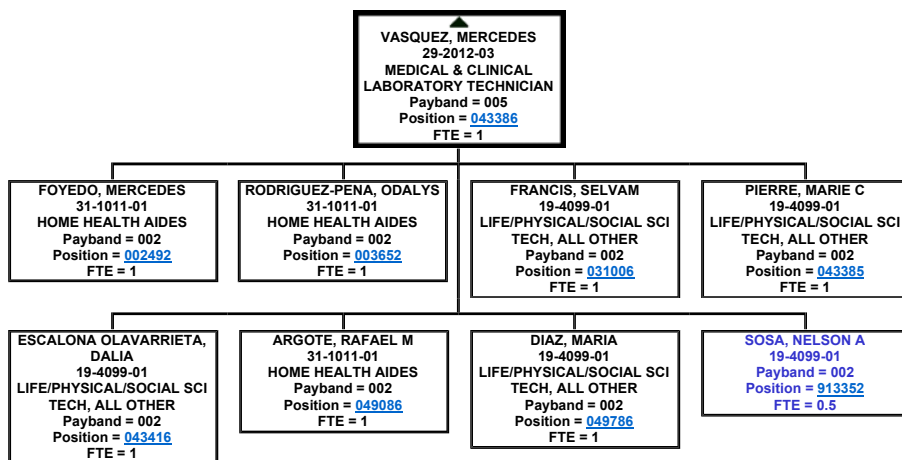 VASQUEZ, MERCEDES
29-2012-03
MEDICAL & CLINICAL
LABORATORY TECHNICIAN
Payband = 005
Position = 043386
FTE = 1
FOYEDO, MERCEDES
31-1011-01
HOME HEALTH AIDES
Payband = 002
Position = 002492
FTE = 1
RODRIGUEZ-PENA, ODALYS
31-1011-01
HOME HEALTH AIDES
Payband = 002
Position = 003652
FTE = 1
FRANCIS, SELVAM
19-4099-01
LIFE/PHYSICAL/SOCIAL SCI
TECH, ALL OTHER
Payband = 002
Position = 031006
FTE = 1
PIERRE, MARIE C
19-4099-01
LIFE/PHYSICAL/SOCIAL SCI
TECH, ALL OTHER
Payband = 002
Position = 043385
FTE = 1
ESCALONA OLAVARRIETA,
DALIA
19-4099-01
LIFE/PHYSICAL/SOCIAL SCI
TECH, ALL OTHER
Payband = 002
Position = 043416
FTE = 1
ARGOTE, RAFAEL M
31-1011-01
HOME HEALTH AIDES
Payband = 002
Position = 049086
FTE = 1
DIAZ, MARIA
19-4099-01
LIFE/PHYSICAL/SOCIAL SCI
TECH, ALL OTHER
Payband = 002
Position = 049786
FTE = 1
SOSA, NELSON A
19-4099-01
Payband = 002
Position = 913352
FTE = 0.5